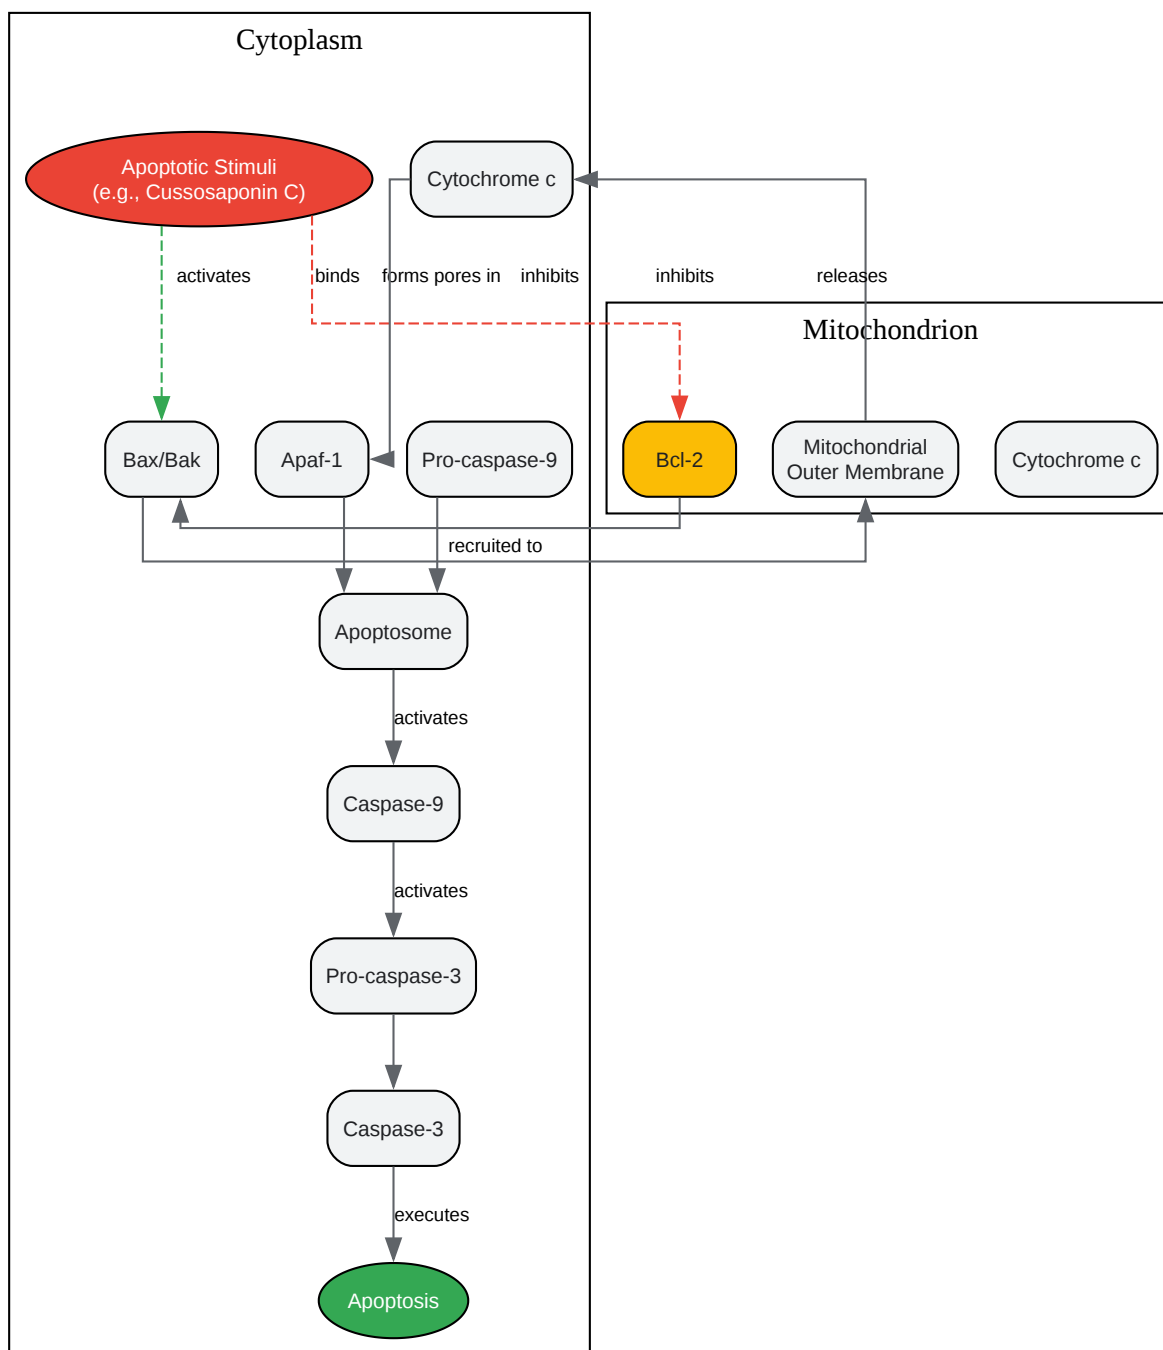 Cytoplasm
Apoptotic Stimuli
(e.g., Cussosaponin C)
Cytochrome c
activates
binds
forms pores in
inhibits
inhibits
releases
Mitochondrion
Bax/Bak
Apaf-1
Pro-caspase-9
Bcl-2
Mitochondrial
Outer Membrane
Cytochrome c
recruited to
Apoptosome
activates
Caspase-9
activates
Pro-caspase-3
Caspase-3
executes
Apoptosis